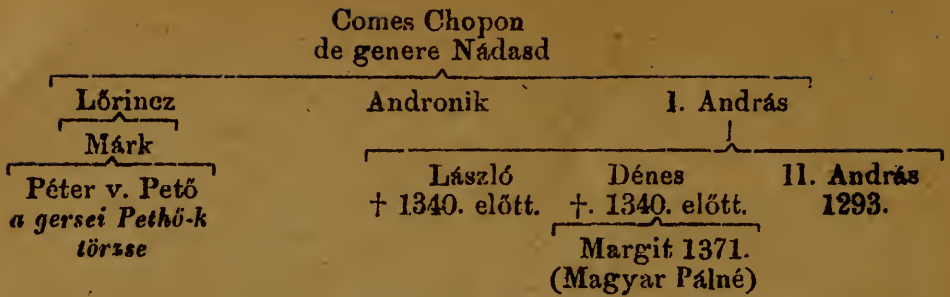 Comes Chopon
de genere Nádasd
Lőrincz Andronik I. András
Márk
Péter v. Pető László Dénes II. András
a gersei Pethő-k † 1340. előtt. †. 1340. előtt. 1293.
törzse
Margit 1371.
(Magyar Pálné)